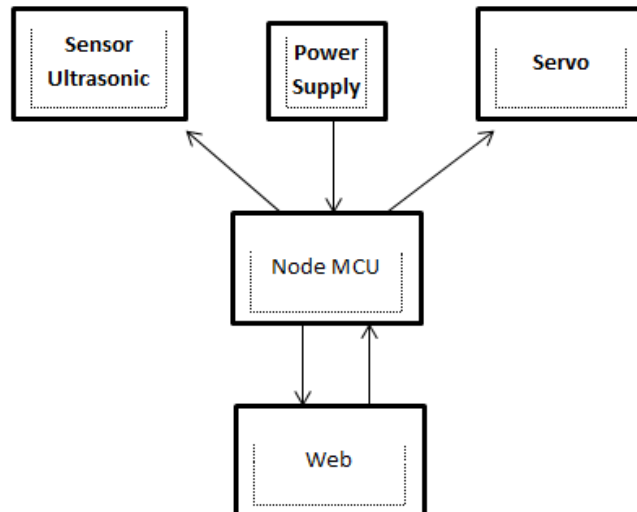 Sensor
Ultrasonic
Power
Supply
Servo
Node MCU
Web